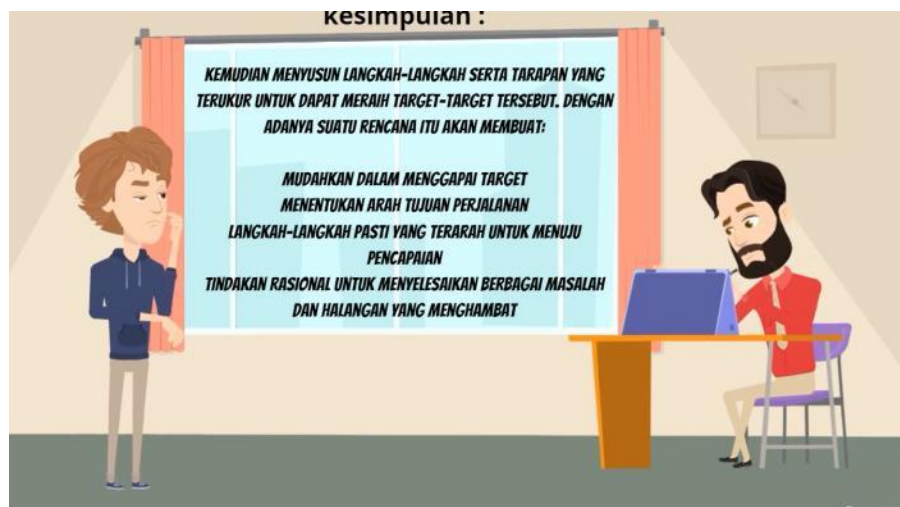 kesimpulan :
KEMUDIAN MENYUSUN LANGKAH-LANGKAH SERTA TARAPAN YANG
TERUKUR UNTUK DAPAT MERAIH TARGET-TARGET TERSEBUT. DENGAN
ADANYA SUATU RENCANA ITU AKAN MEMBUAT:
MUDAHKAN DALAM MENGGAPAI TARGET
MENENTUKAN ARAH TUJUAN PERJALANAN
LANGKAH-LANGKAH PASTI YANG TERARAH UNTUK MENUJU
PENCAPAIAN
TINDAKAN RASIONAL UNTUK MENYELESAIKAN BERBAGAI MASALAH
DAN HALANGAN YANG MENGHAMBAT